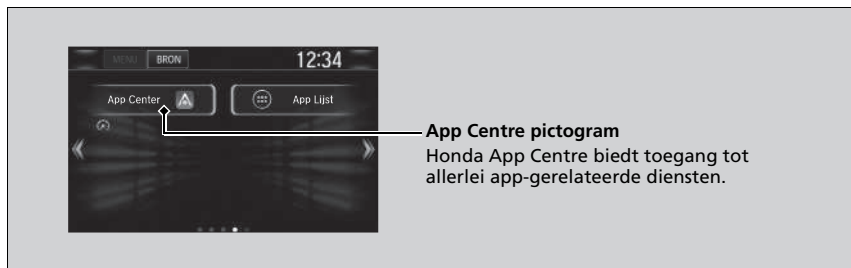 MENU BRON 12:34
App Center App Lijst
App Centre pictogram
Honda App Centre biedt toegang tot
allerlei app-gerelateerde diensten.